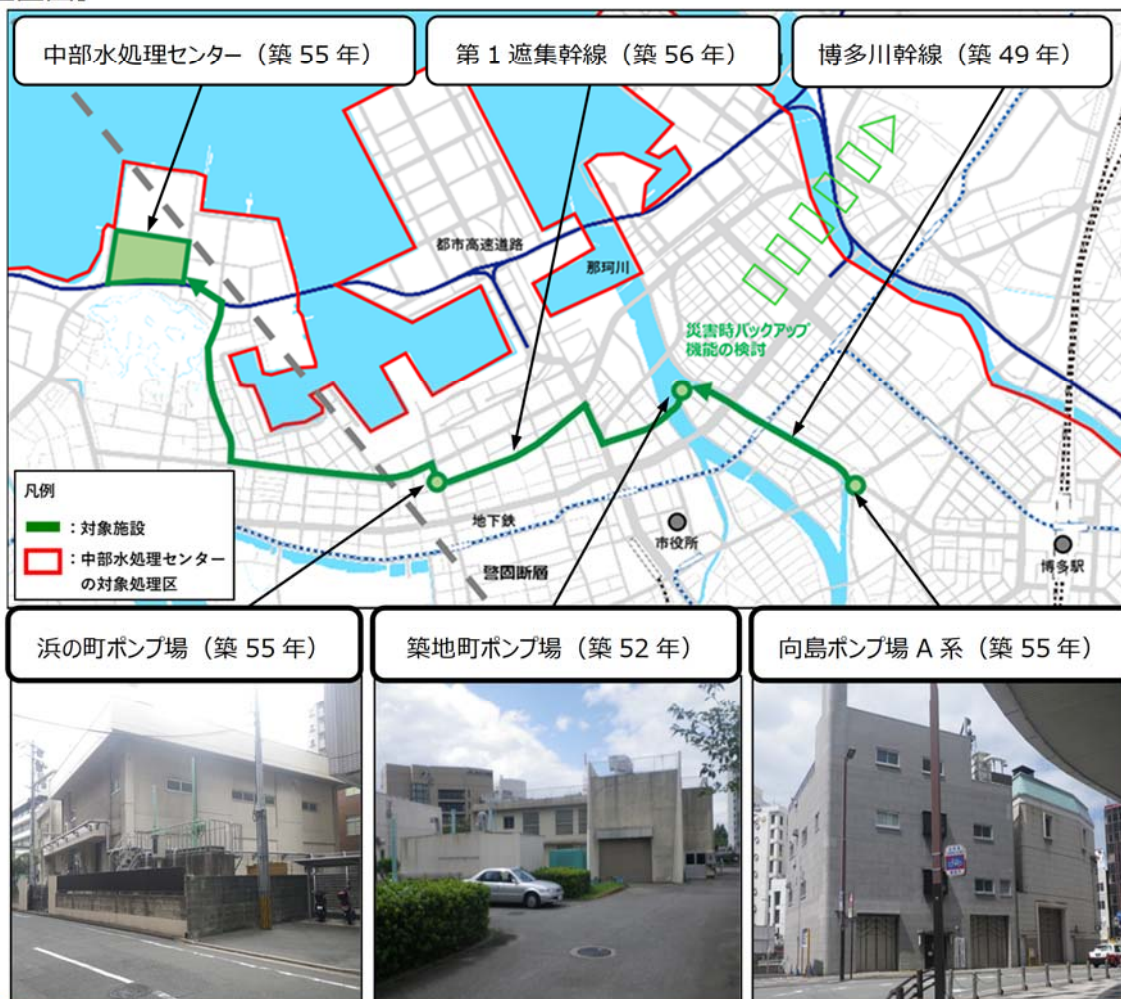 中部水処理センター（築 55 年）
第 1 遮集幹線（築 56 年）
博多川幹線（築 49 年）
都市高速道路
那珂川
災害時バックアップ
機能の検討
凡例
：対象施設
：中部水処理センター
の対象処理区
地下鉄
警固断層
市役所
博多駅
浜の町ポンプ場（築 55 年）
築地町ポンプ場（築 52 年）
向島ポンプ場 A 系（築 55 年）